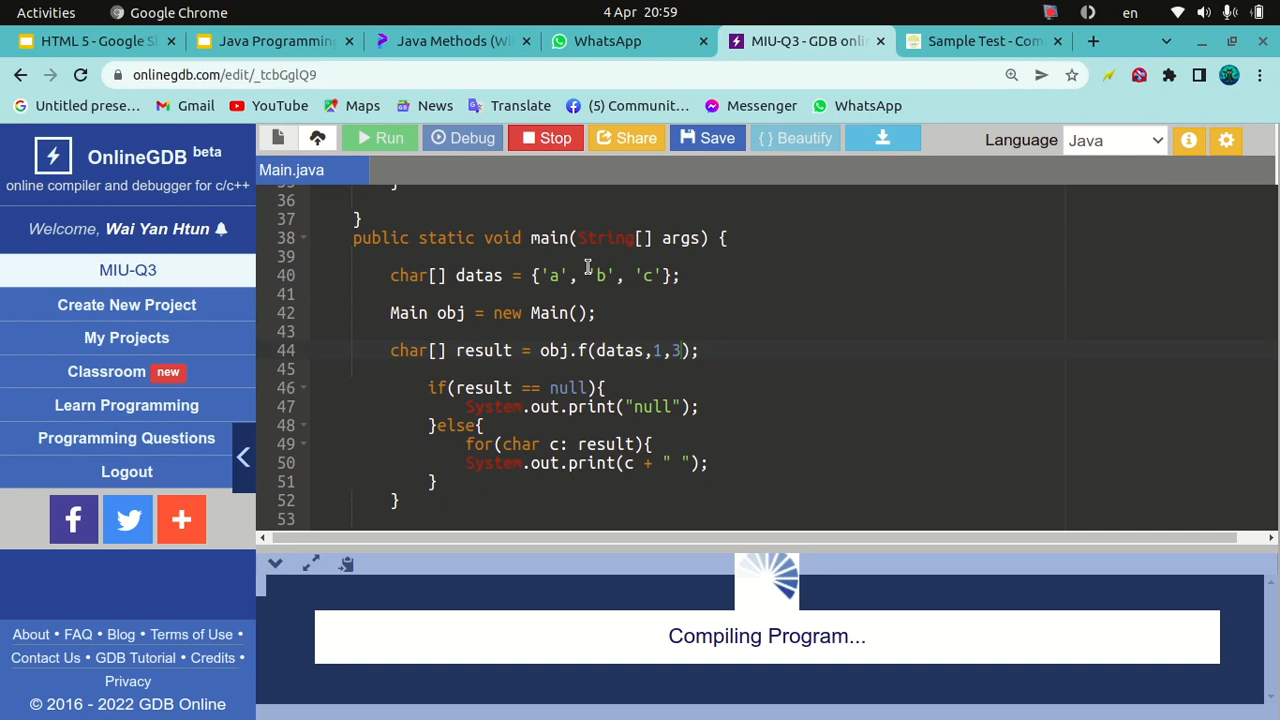 Activities
Google Chrome
4 Apr 20:59
en
HTML 5 - Google Sl
Java Programming
Java Methods (Wi
WhatsApp
MIU-Q3 - GDB onli
Sample Test - Com
onlinegdb.com/edit/_tcbGglQ9
Untitled prese...
Gmail
YouTube
Maps
News
Translate
(5) Communit...
Messenger
WhatsApp
OnlineGDB beta
online compiler and debugger for c/c++
Welcome, Wai Yan Htun
MIU-Q3
Create New Project
My Projects
Classroom new
Learn Programming
Programming Questions
Logout
About • FAQ • Blog • Terms of Use •
Contact Us • GDB Tutorial • Credits •
Privacy
© 2016 - 2022 GDB Online
Run
Debug
Stop
Share
Save
{ } Beautify
Language
Java
Main.java
36
37 }
38 public static void main(String[] args) {
39
40 char[] datas = {'a', 'b', 'c'};
41
42 Main obj = new Main();
43
44 char[] result = obj.f(datas,1,3);
45
46 if(result == null){
47 System.out.print("null");
48 }else{
49 for(char c: result){
50 System.out.print(c + " ");
51 }
52 }
53
Compiling Program...